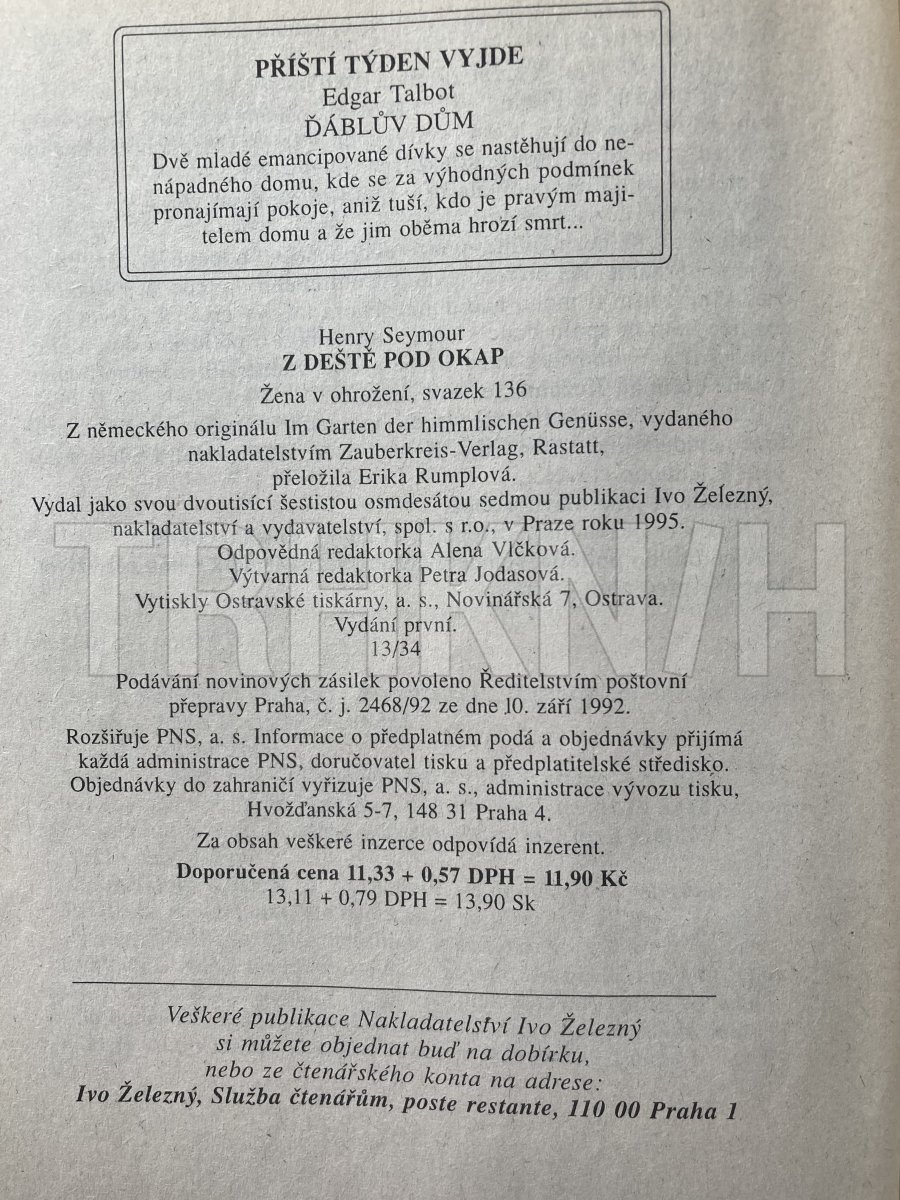 PŘÍŠTÍ TÝDEN VYJDE
Edgar Talbot
ĎÁBLŮV DŮM
Dvě mladé emancipované dívky se nastěhují do ne-
nápadného domu, kde se za výhodných podmínek
pronajímají pokoje, aniž tuší, kdo je pravým maji-
telem domu a že jim oběma hrozí smrt...
Henry Seymour
Z DEŠTĚ POD OKAP
Žena v ohrožení, svazek 136
Z německého originálu Im Garten der himmlischen Genüsse, vydaného
nakladatelstvím Zauberkreis-Verlag, Rastatt,
přeložila Erika Rumplová.
Vydal jako svou dvoutisící šestistou osmdesátou sedmou publikaci Ivo Železný,
nakladatelství a vydavatelství, spol. s r.o., v Praze roku 1995.
Odpovědná redaktorka Alena Vlčková.
Výtvarná redaktorka Petra Jodasová.
Vytiskly Ostravské tiskárny, a. s., Novinářská 7, Ostrava.
Vydání první.
13/34
Podávání novinových zásilek povoleno Ředitelstvím poštovní
přepravy Praha, č. j. 2468/92 ze dne 10. září 1992.
Rozšiřuje PNS, a. s. Informace o předplatném podá a objednávky přijímá
každá administrace PNS, doručovatel tisku a předplatitelské středisko.
Objednávky do zahraničí vyřizuje PNS, a. s., administrace vývozu tisku,
Hvožďanská 5-7, 148 31 Praha 4.
Za obsah veškeré inzerce odpovídá inzerent.
Doporučená cena 11,33 + 0,57 DPH = 11,90 Kč
13,11 + 0,79 DPH = 13,90 Sk
Veškeré publikace Nakladatelství Ivo Železný
si můžete objednat buď na dobírku,
nebo ze čtenářského konta na adrese:
Ivo Železný, Služba čtenářům, poste restante, 110 00 Praha 1